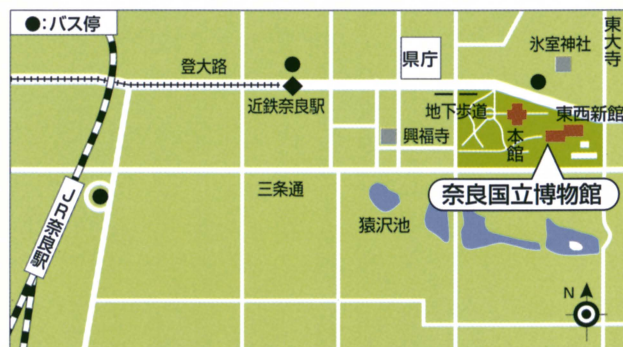 ●:バス停
登大路
近鉄奈良駅
県庁
氷室神社
東大寺
地下歩道
本館
東西新館
興福寺
奈良国立博物館
三条通
猿沢池
JR奈良駅
N